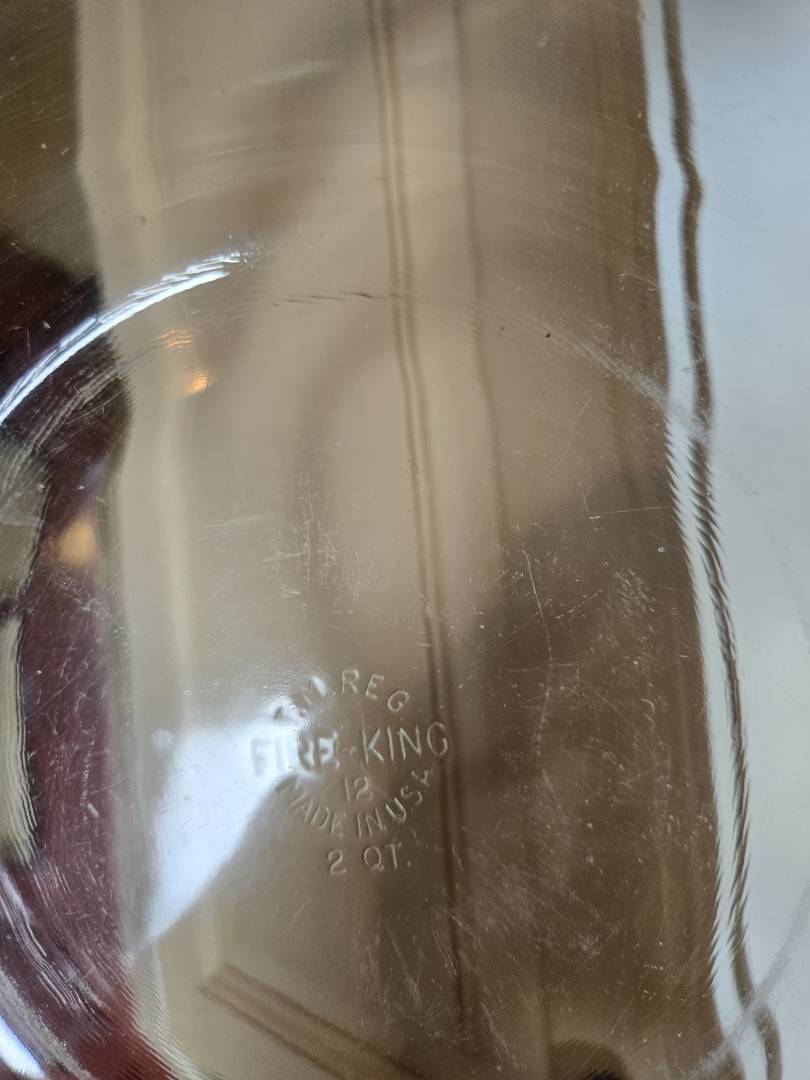 T.M. REG
FIRE-KING
12
MADE IN USA
2 QT.